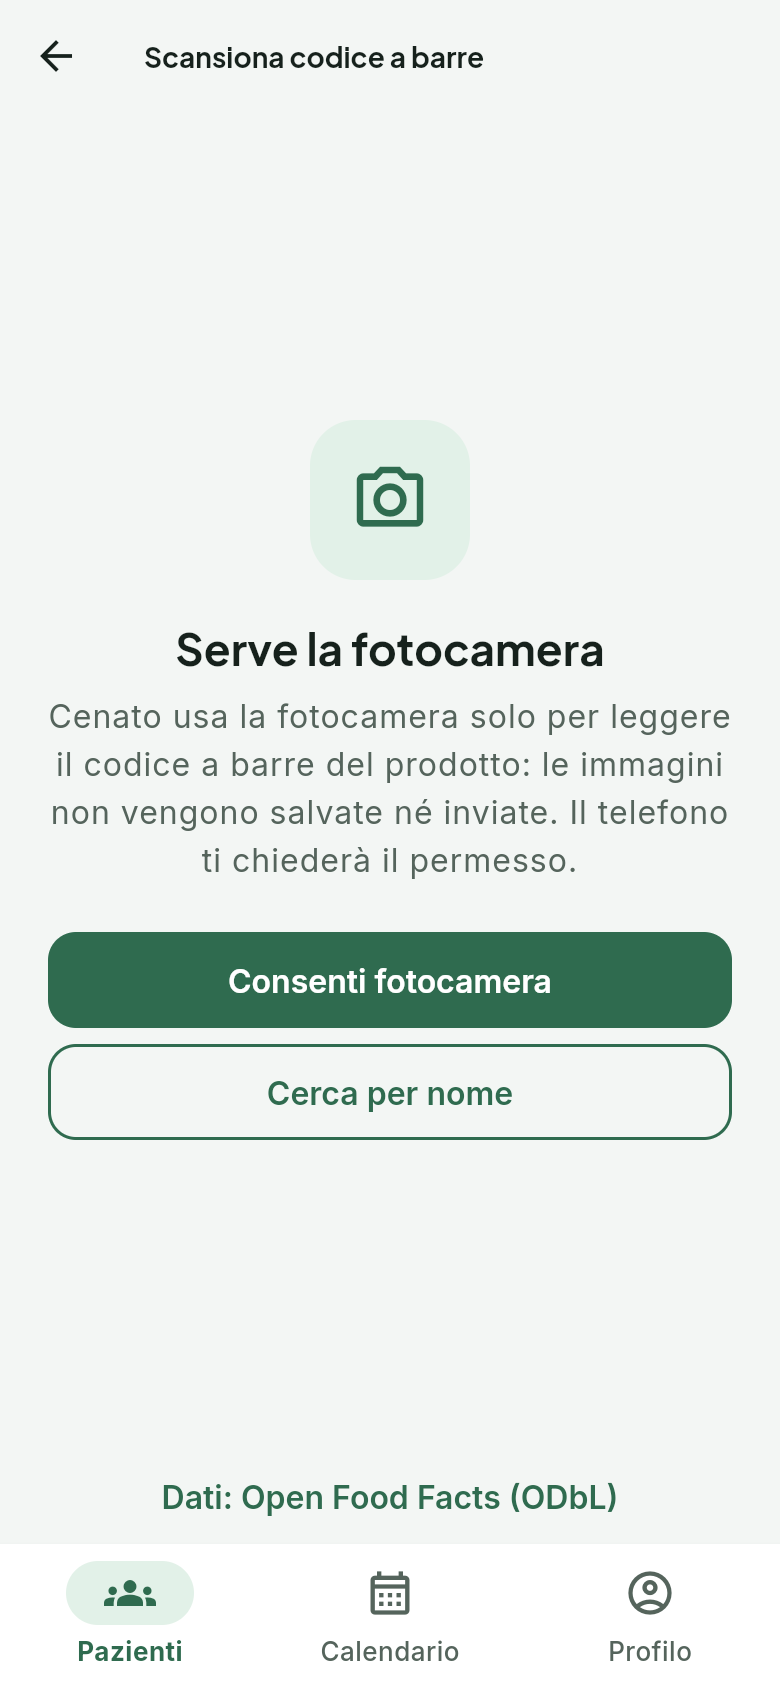 Scansiona codice a barre
Serve la fotocamera
Cenato usa la fotocamera solo per leggere
il codice a barre del prodotto: le immagini
non vengono salvate né inviate. Il telefono
ti chiederà il permesso.
Consenti fotocamera
Cerca per nome
Dati: Open Food Facts (ODbL)
Pazienti
Calendario
Profilo